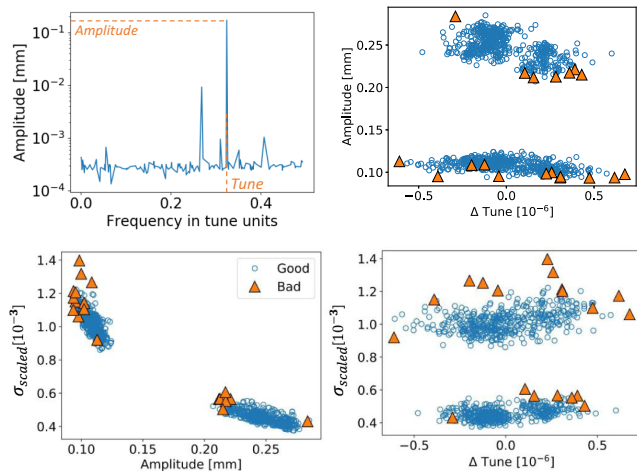 Amplitude
Tune
Amplitude [mm]
10⁻¹
10⁻²
10⁻³
10⁻⁴
0.0 0.2 0.4
Frequency in tune units
Amplitude [mm]
0.25
0.20
0.15
0.10
−0.5 0.0 0.5
Δ Tune [10⁻⁶]
σscaled[10⁻³]
1.4
1.2
1.0
0.8
0.6
0.4
Good
Bad
0.10 0.15 0.20 0.25
Amplitude [mm]
σscaled[10⁻³]
1.4
1.2
1.0
0.8
0.6
0.4
−0.5 0.0 0.5
Δ Tune [10⁻⁶]